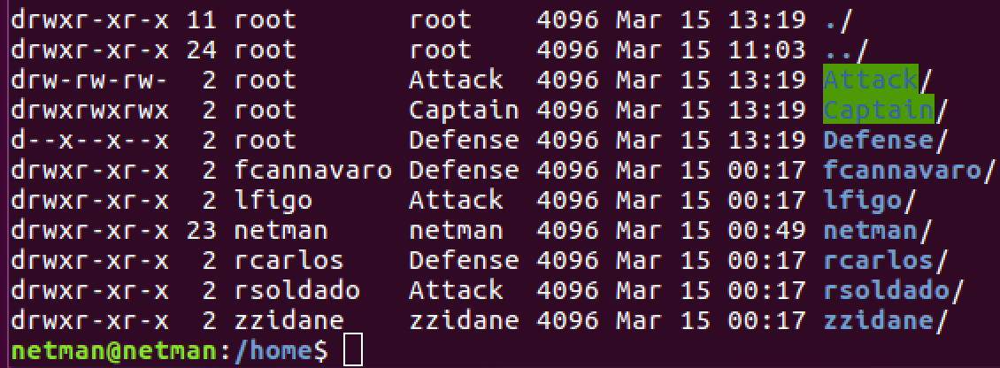 drwxr-xr-x 11 root       root     4096 Mar 15 13:19 ./
drwxr-xr-x 24 root       root     4096 Mar 15 11:03 ../
drw-rw-rw-  2 root       Attack   4096 Mar 15 13:19 Attack/
drwxrwxrwx  2 root       Captain  4096 Mar 15 13:19 Captain/
d--x--x--x  2 root       Defense  4096 Mar 15 13:19 Defense/
drwxr-xr-x  2 fcannavaro Defense  4096 Mar 15 00:17 fcannavaro/
drwxr-xr-x  2 lfigo      Attack   4096 Mar 15 00:17 lfigo/
drwxr-xr-x 23 netman     netman   4096 Mar 15 00:49 netman/
drwxr-xr-x  2 rcarlos    Defense  4096 Mar 15 00:17 rcarlos/
drwxr-xr-x  2 rsoldado   Attack   4096 Mar 15 00:17 rsoldado/
drwxr-xr-x  2 zzidane    zzidane  4096 Mar 15 00:17 zzidane/
netman@netman:/home$